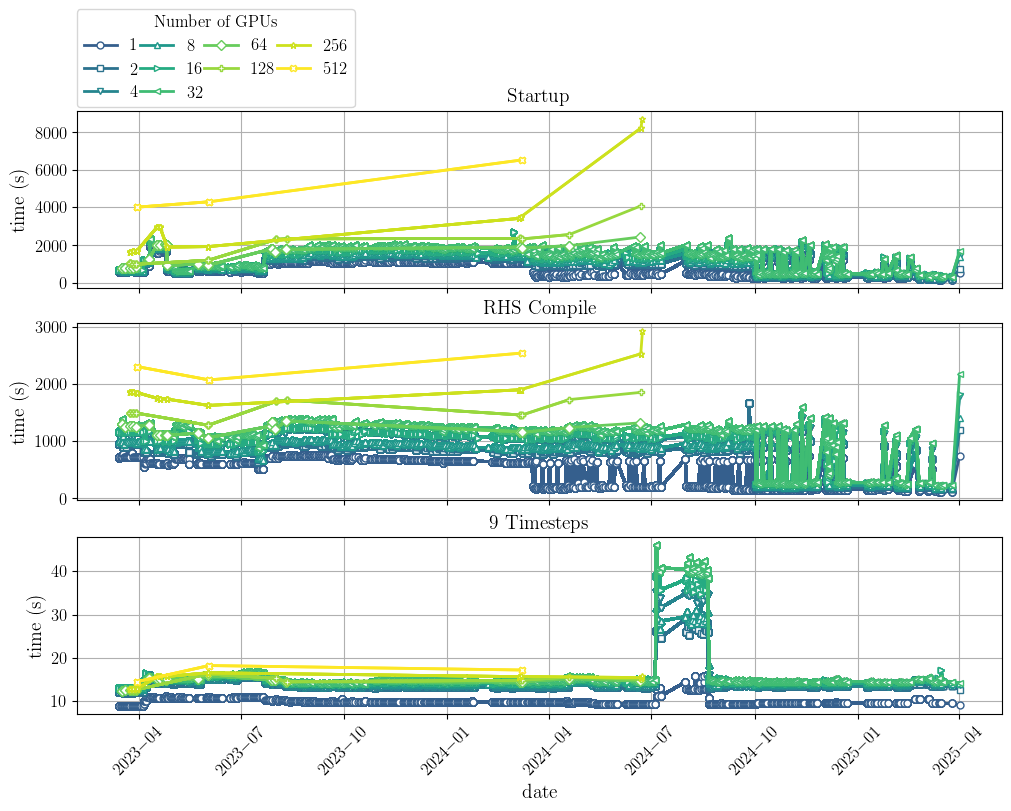 Number of GPUs
1 8 64 256
2 16 128 512
4 32
Startup
8000
6000
4000
2000
0
time (s)
RHS Compile
3000
2000
1000
0
time (s)
9 Timesteps
40
30
20
10
time (s)
2023−04 2023−07 2023−10 2024−01 2024−04 2024−07 2024−10 2025−01 2025−04
date